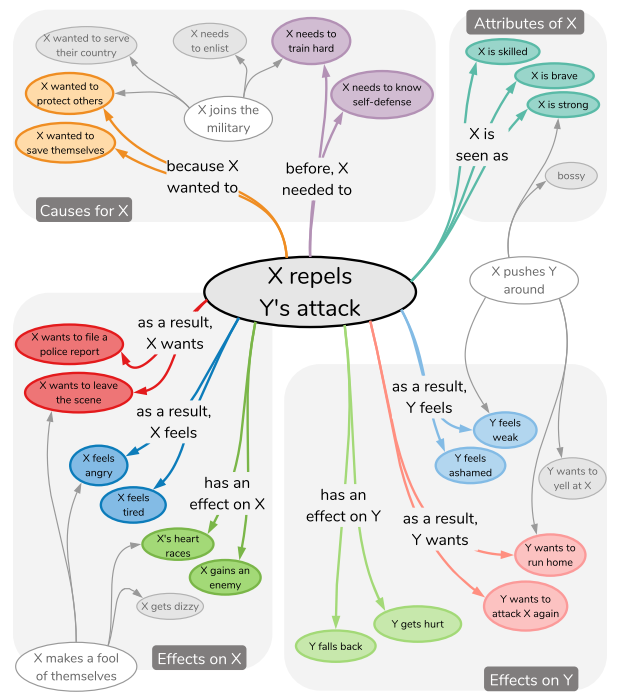 Attributes of X
X wanted to serve
their country
X needs
to enlist
X needs to
train hard
X is skilled
X is brave
X is strong
X wanted to
protect others
X needs to know
self-defense
X joins the
military
X wanted to
save themselves
X is
seen as
because X
wanted to
before, X
needed to
bossy
Causes for X
X repels
Y's attack
X pushes Y
around
as a result,
X wants
X wants to file a
police report
X wants to leave
the scene
as a result,
X feels
X feels
angry
X feels
tired
has an
effect on X
X's heart
races
X gains an
enemy
X gets dizzy
X makes a fool
of themselves
Effects on X
as a result,
Y feels
Y feels
weak
Y feels
ashamed
Y wants to
yell at X
has an
effect on Y
as a result,
Y wants
Y wants to
run home
Y wants to
attack X again
Y gets hurt
Y falls back
Effects on Y